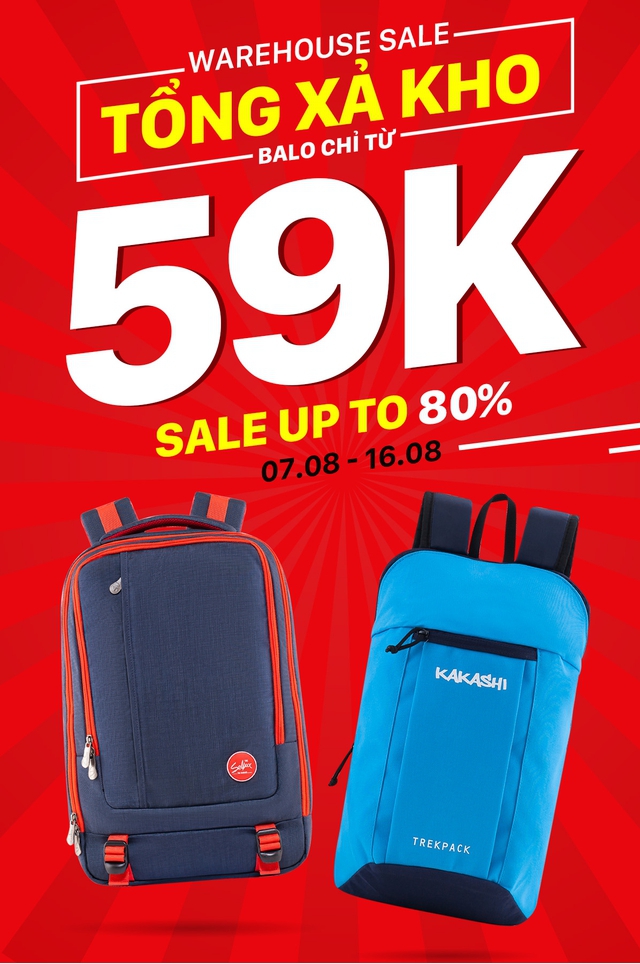 WAREHOUSE SALE
TỔNG XẢ KHO
BALO CHỈ TỪ
59K
SALE UP TO 80%
07.08 - 16.08
KAKASHI
TREKPACK